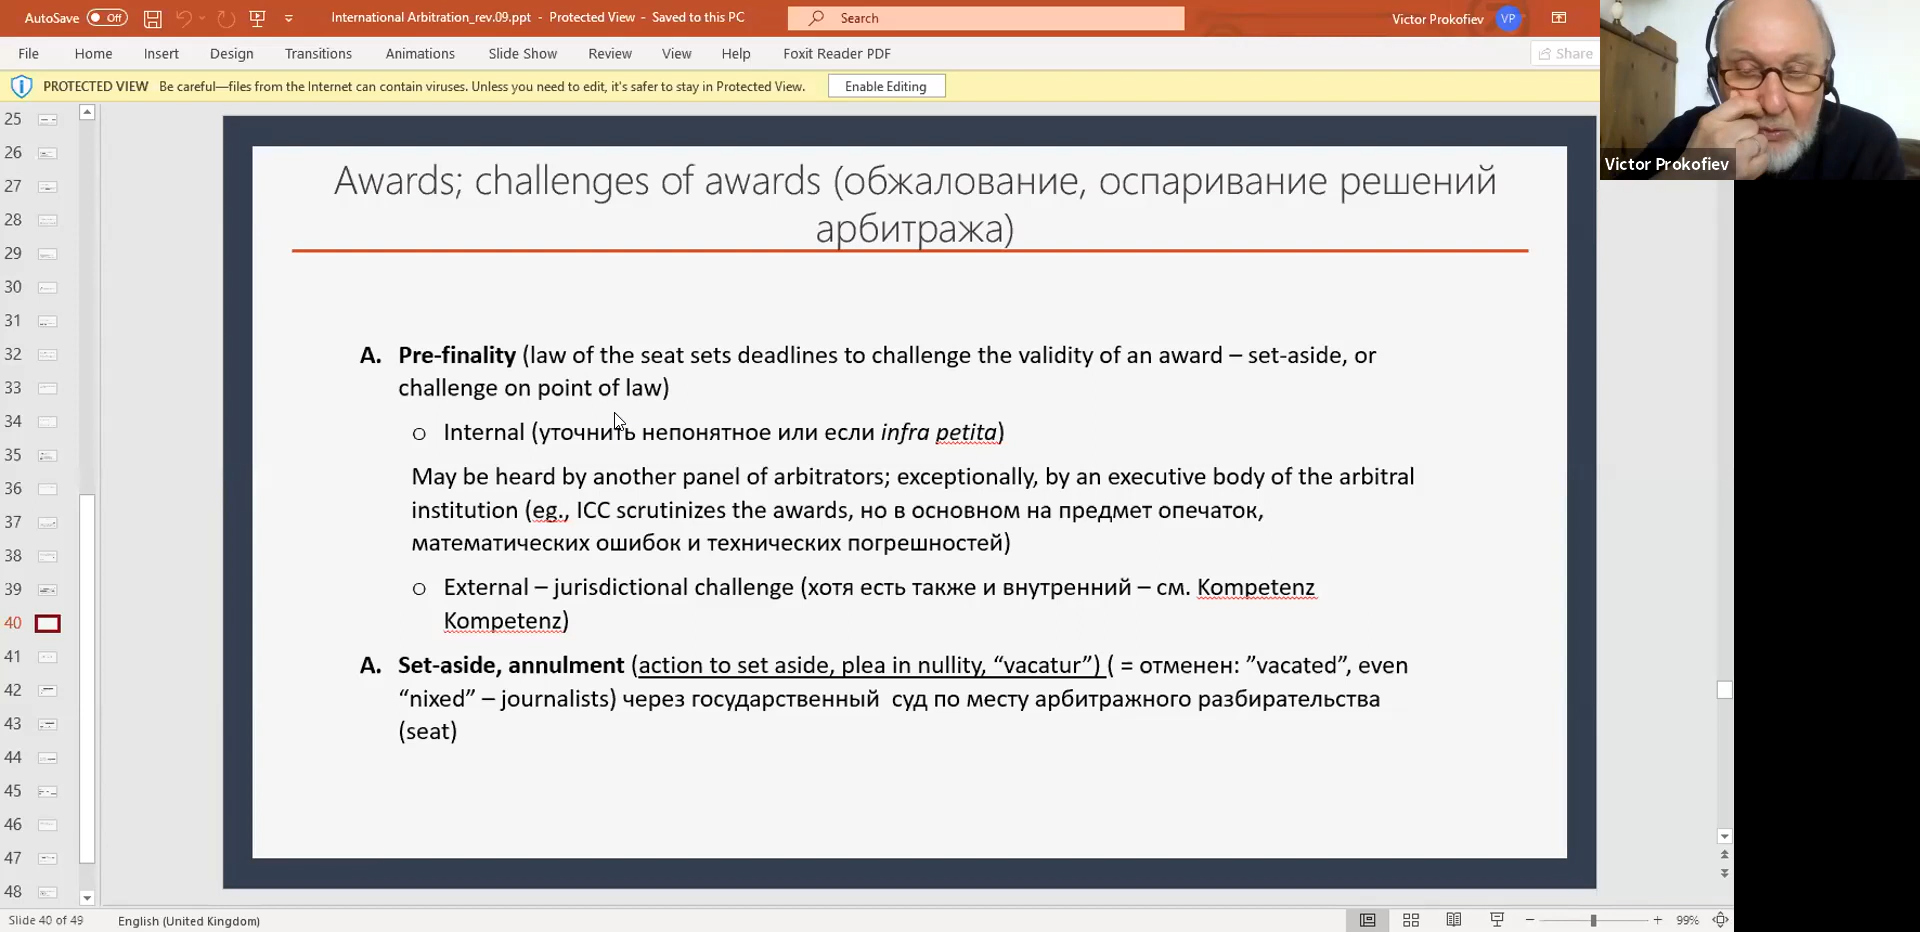 AutoSave Off International Arbitration_rev.09.ppt - Protected View - Saved to this PC Search Victor Prokofiev VP
File Home Insert Design Slide Show Transitions Animations Slide Show Review View Help Foxit Reader PDF Share
PROTECTED VIEW Be careful—files from the Internet can contain viruses. Unless you need to edit, it's safer to stay in Protected View. Enable Editing
Victor Prokofiev
25
26
27
28
29
30
31
32
33
34
35
36
37
38
39
40
41
42
43
44
45
46
47
48
Awards; challenges of awards (обжалование, оспаривание решений
арбитража)
A. Pre-finality (law of the seat sets deadlines to challenge the validity of an award – set-aside, or
challenge on point of law)
o Internal (уточнить непонятное или если infra petita)
May be heard by another panel of arbitrators; exceptionally, by an executive body of the arbitral
institution (eg., ICC scrutinizes the awards, но в основном на предмет опечаток,
математических ошибок и технических погрешностей)
o External – jurisdictional challenge (хотя есть также и внутренний – см. Kompetenz
Kompetenz)
A. Set-aside, annulment (action to set aside, plea in nullity, “vacatur”) ( = отменен: ”vacated”, even
“nixed” – journalists) через государственный суд по месту арбитражного разбирательства
(seat)
Slide 40 of 49 English (United Kingdom) 99%